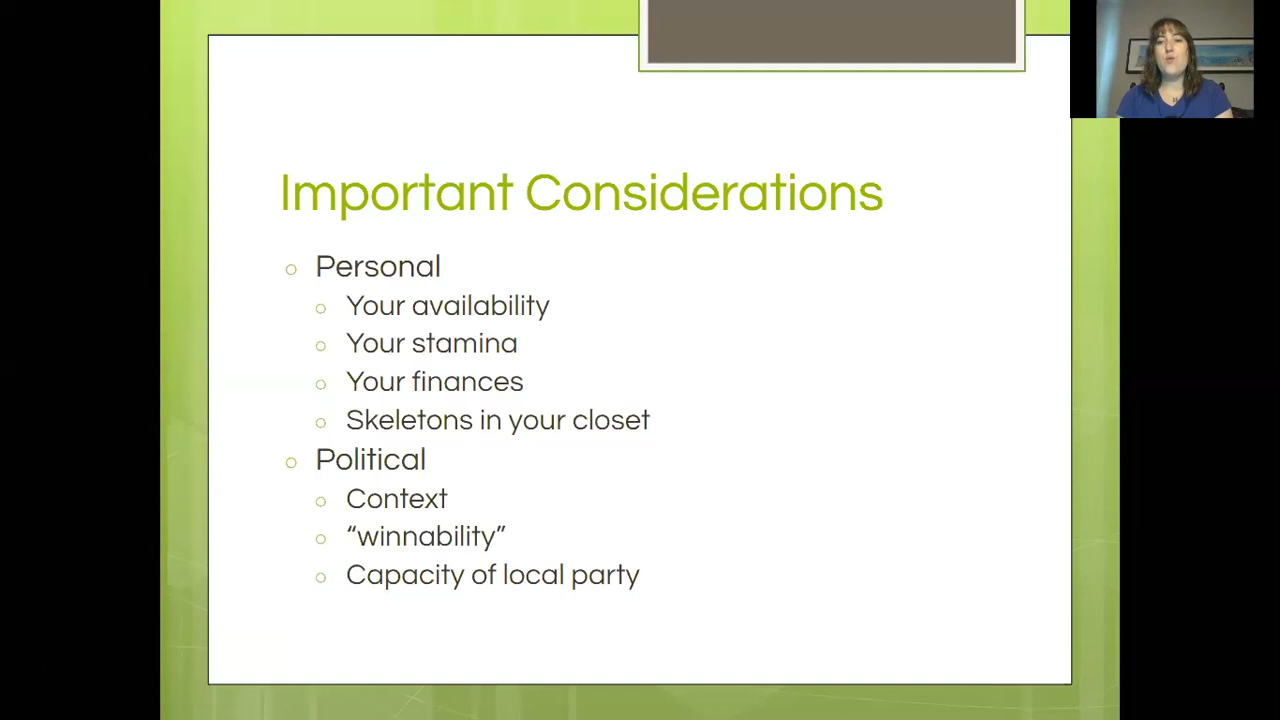 Important Considerations
Personal
Your availability
Your stamina
Your finances
Skeletons in your closet
Political
Context
“winnability”
Capacity of local party